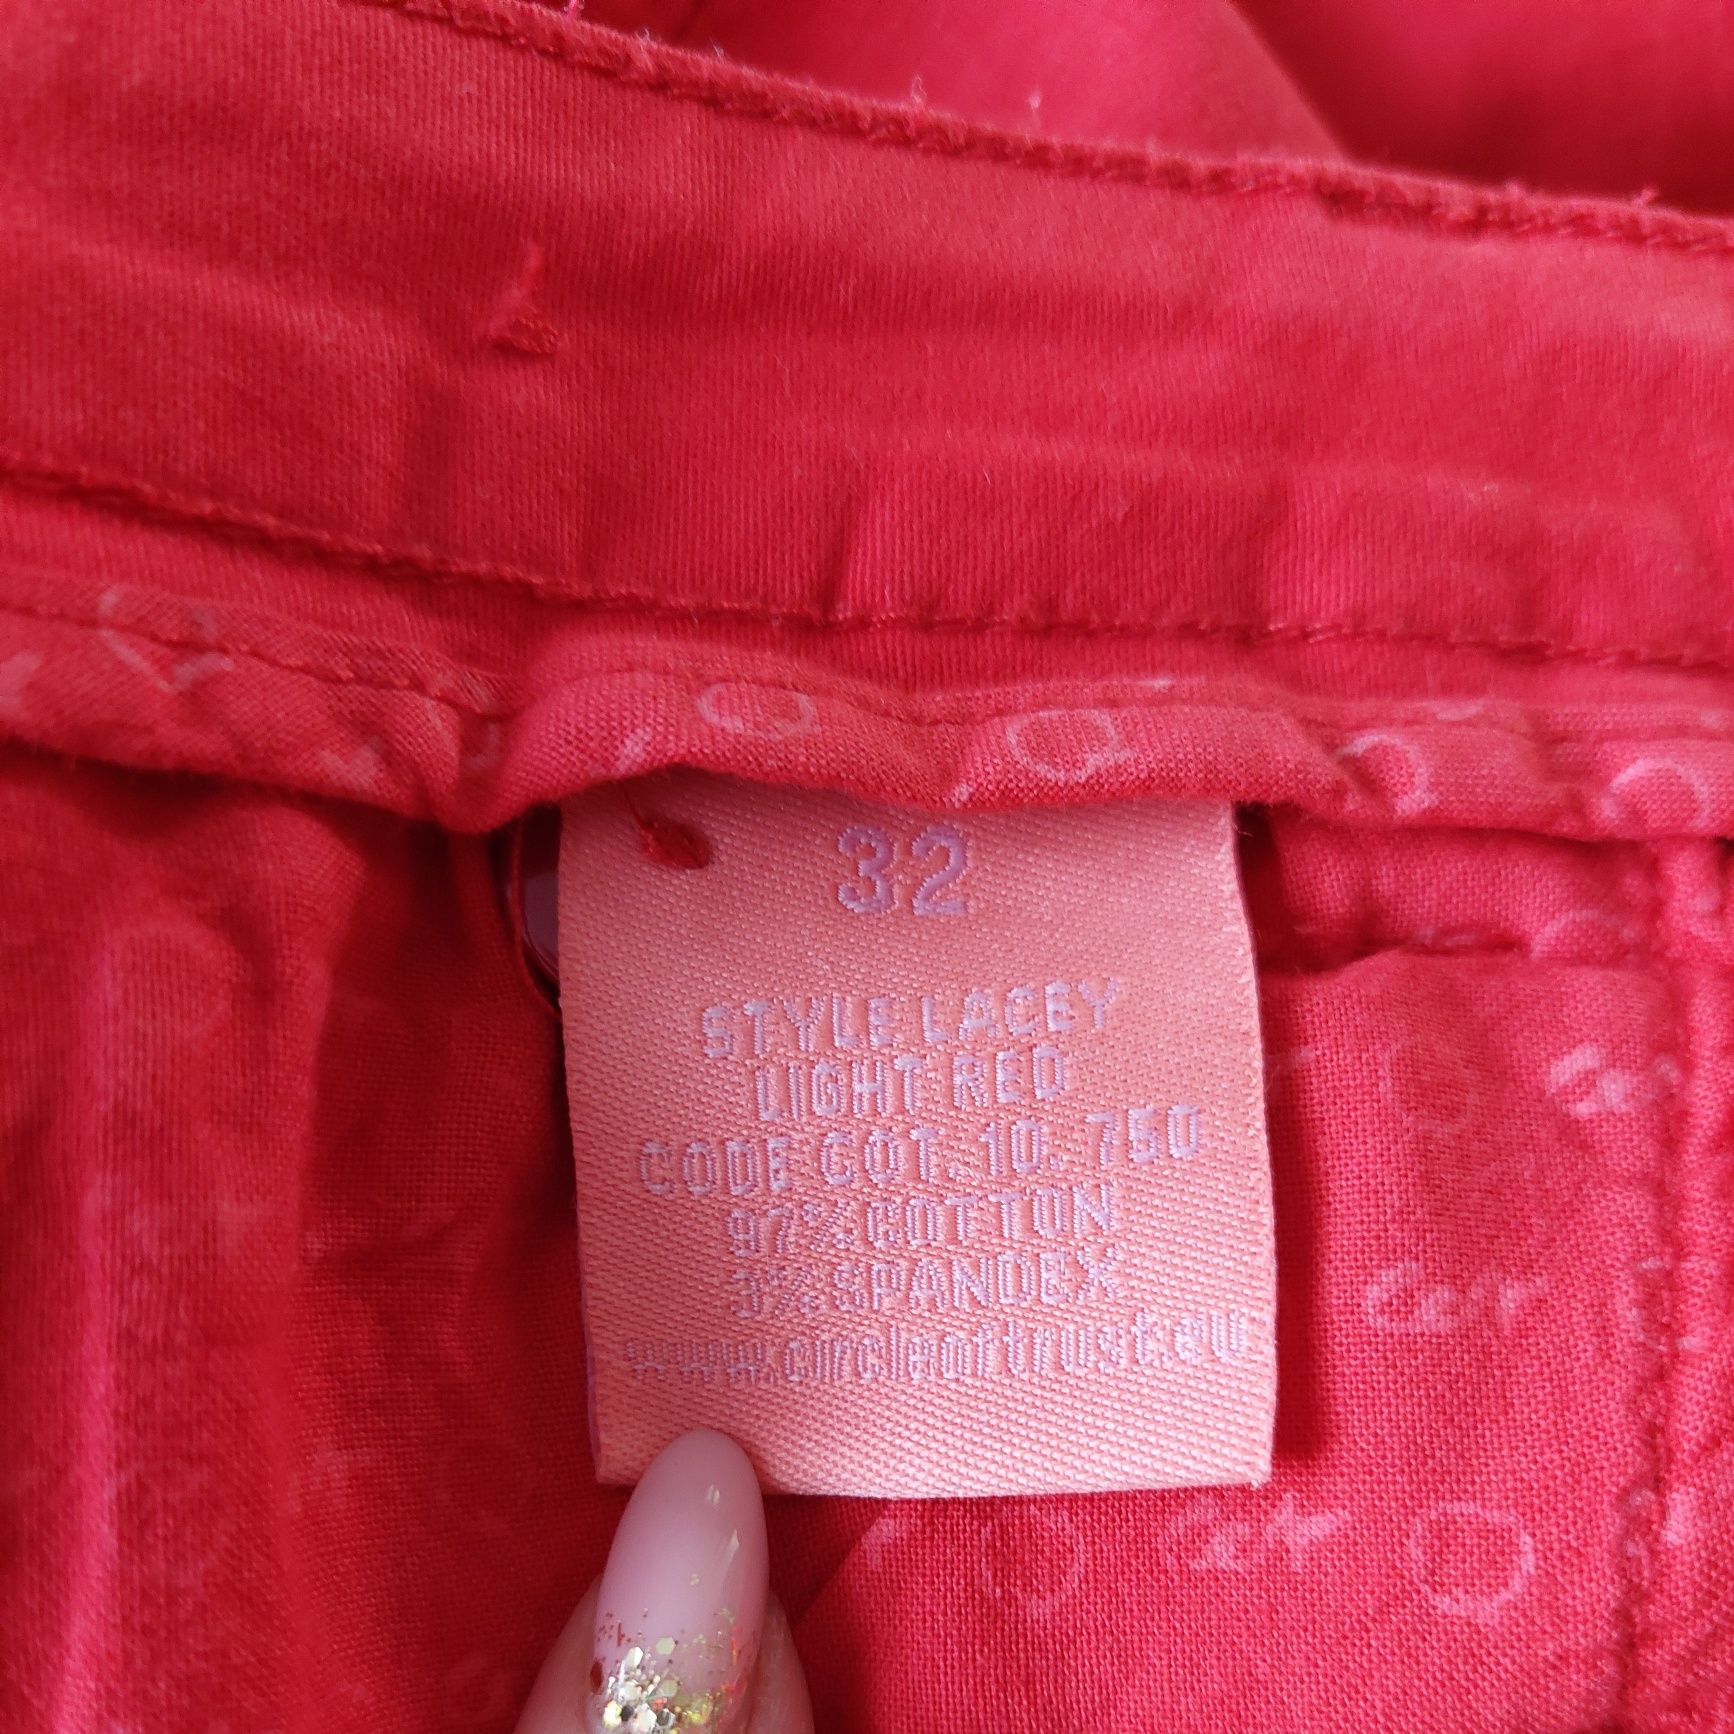 32
STYLE LACEY
LIGHT RED
CODE COT. 10. 750
97% COTTON
3% SPANDEX
www.circleoftrust.eu